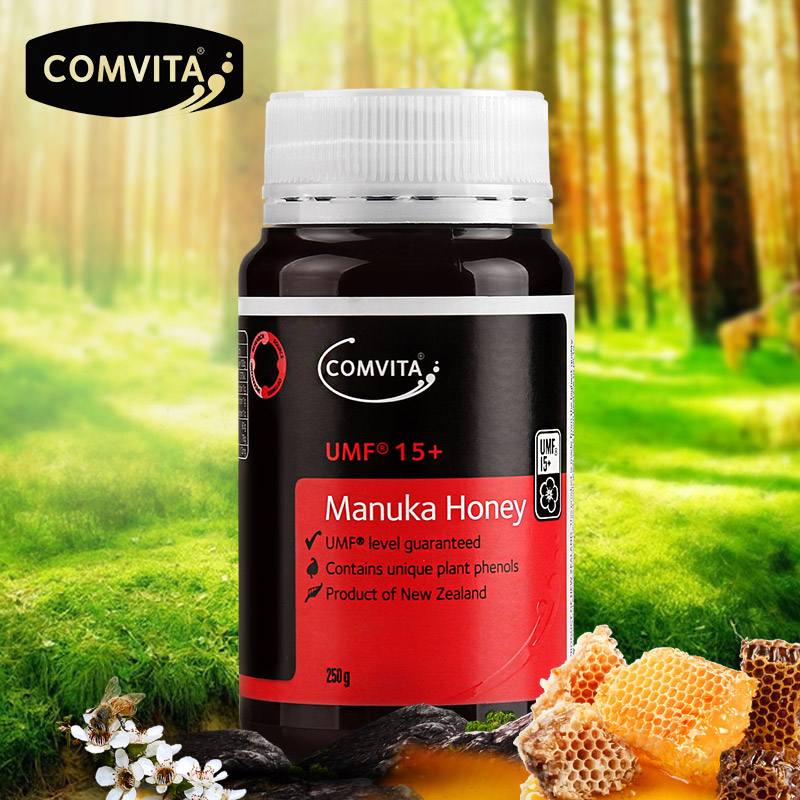 COMVITA®
COMVITA®
UMF® 15+
UMF®
15+
Manuka Honey
UMF® level guaranteed
Contains unique plant phenols
Product of New Zealand
250g